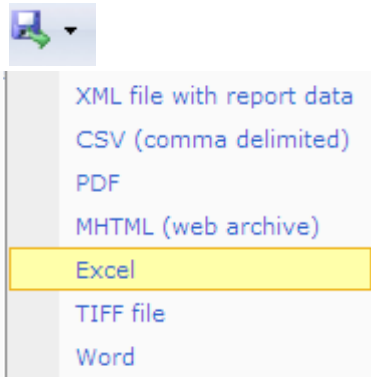 XML file with report data
CSV (comma delimited)
PDF
MHTML (web archive)
Excel
TIFF file
Word